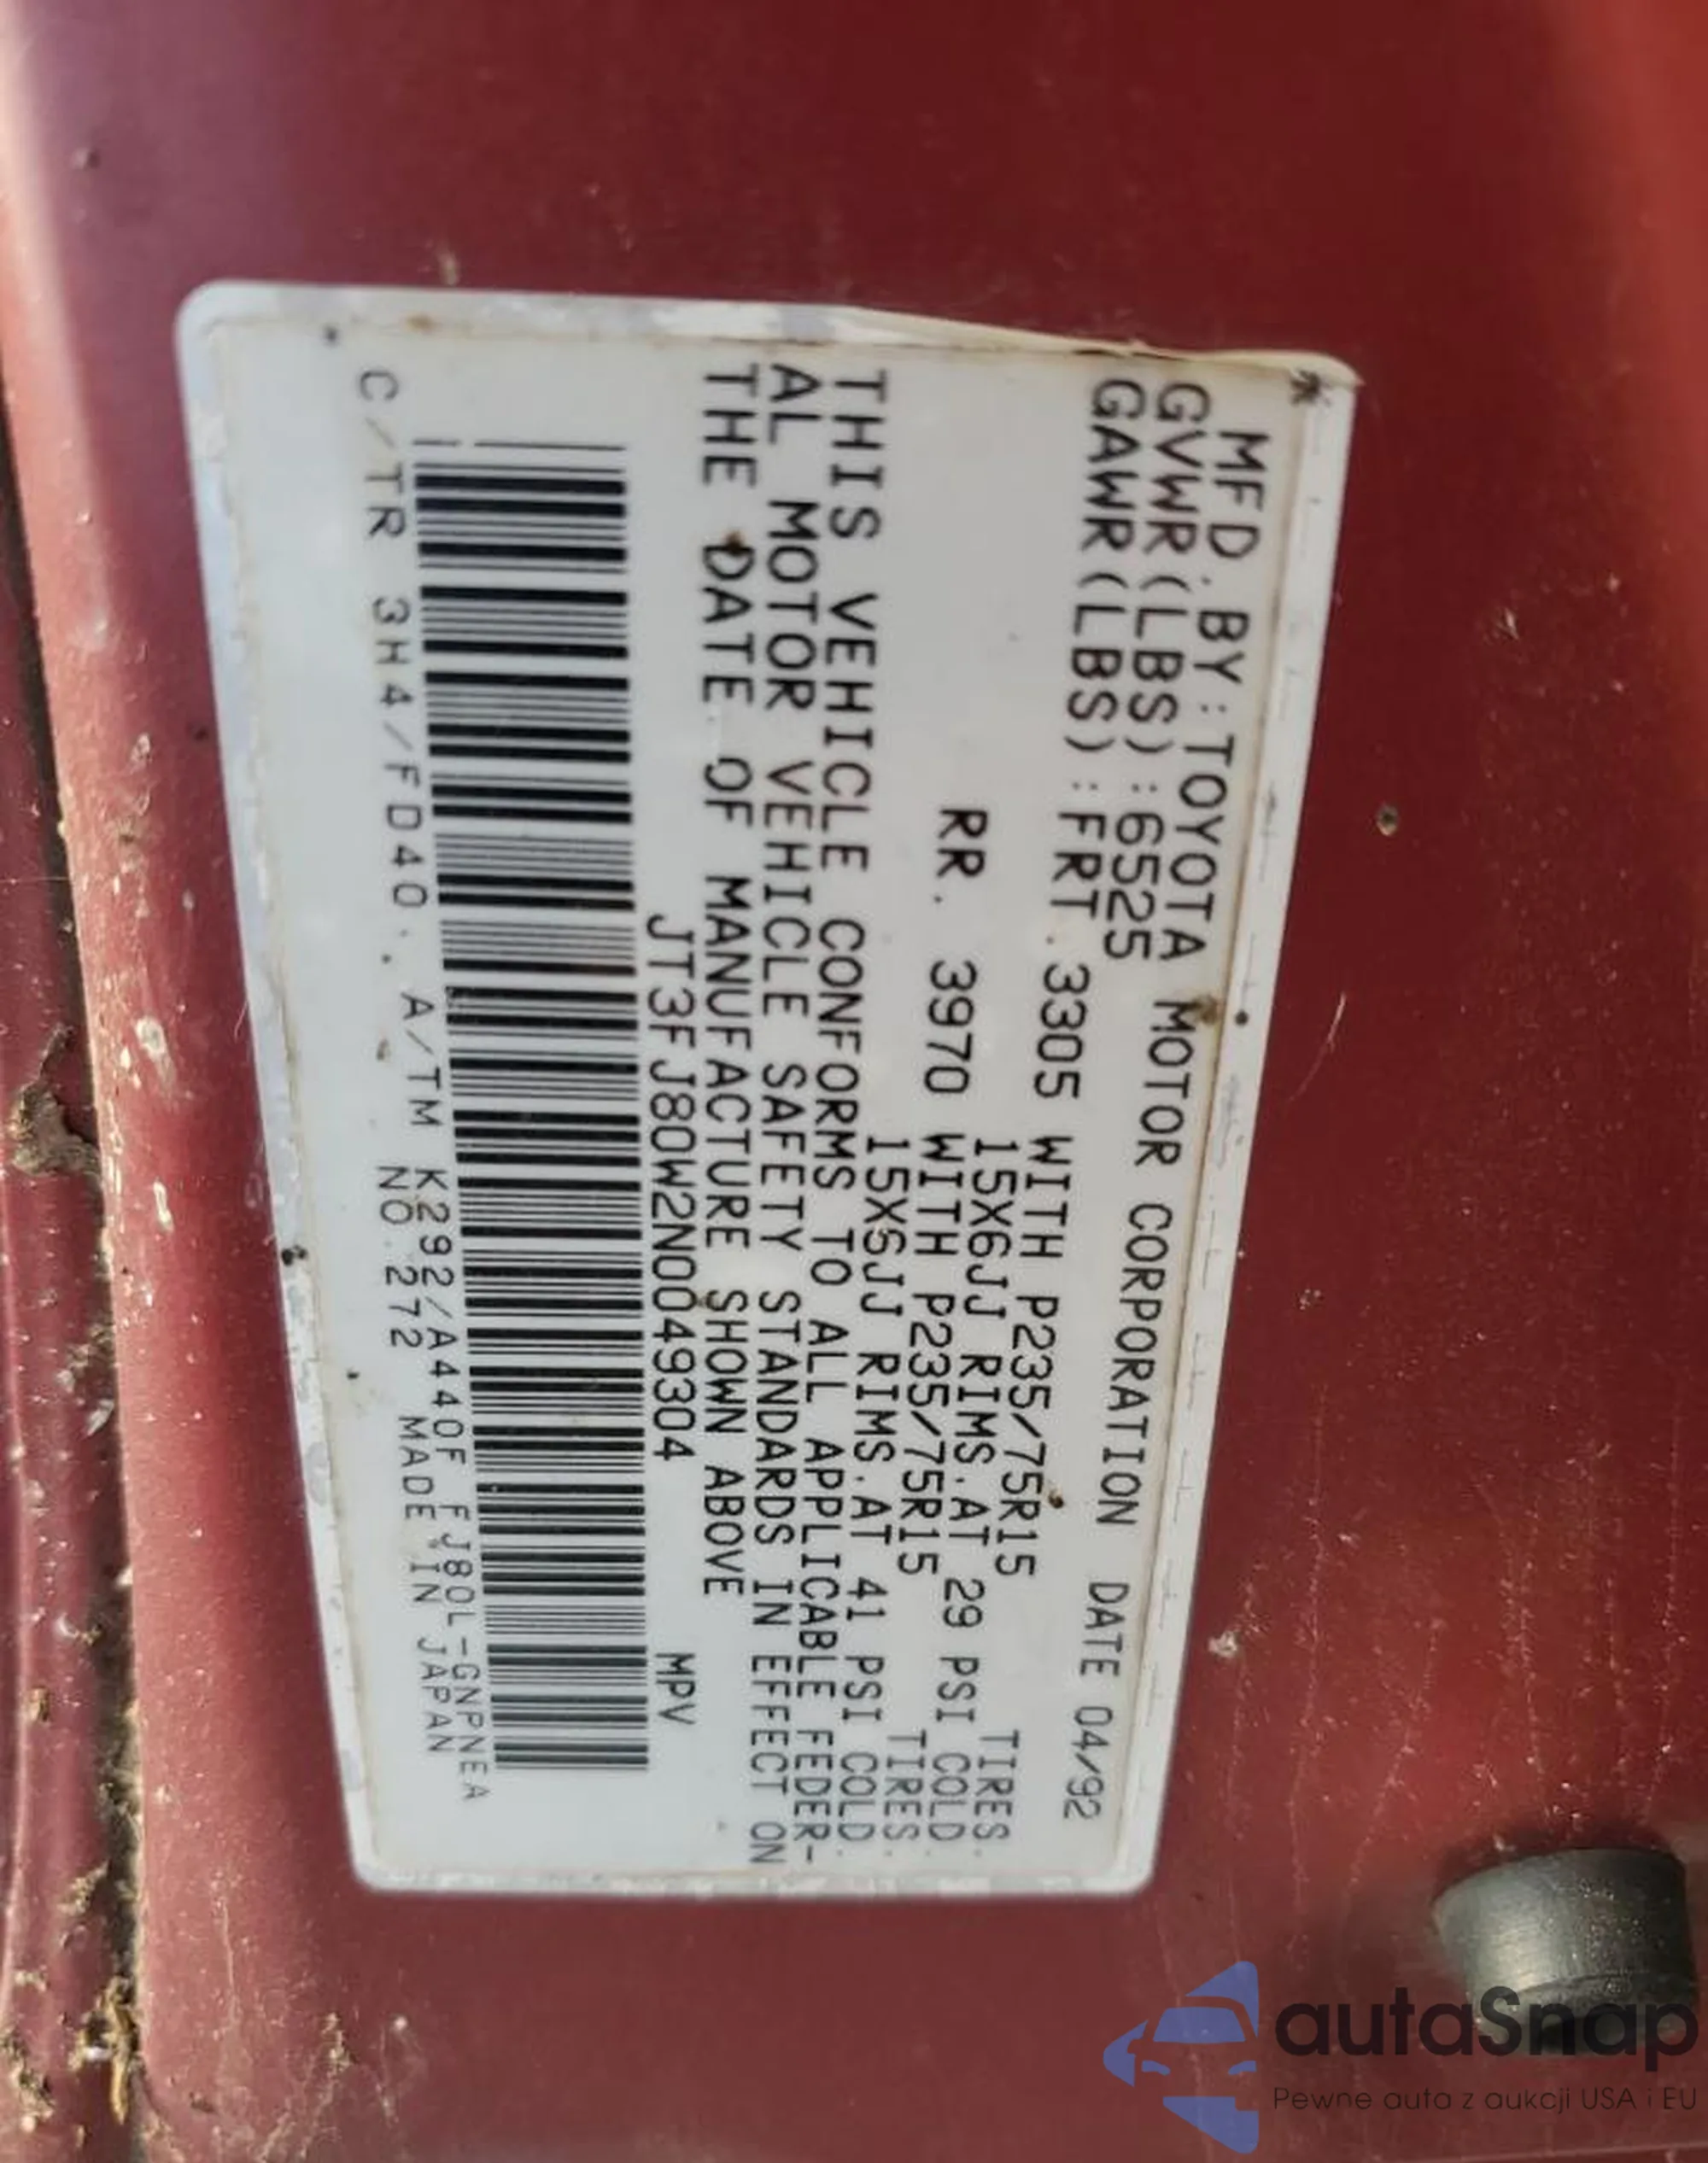 MFD.BY:TOYOTA MOTOR CORPORATION DATE 04/92
GVWR(LBS):6525
GAWR(LBS):FRT.3305 WITH P235/75R15 TIRES.
15X6JJ RIMS.AT 29 PSI COLD.
RR. 3970 WITH P235/75R15 TIRES.
15X5JJ RIMS.AT 41 PSI COLD.
THIS VEHICLE CONFORMS TO ALL APPLICABLE FEDER-
AL MOTOR VEHICLE SAFETY STANDARDS IN EFFECT ON
THE DATE OF MANUFACTURE SHOWN ABOVE
JT3FJ80W2N0049304 MPV
C/TR 3H4/FD40.. A/TM K292/A440F FJ80L-GNPNEA
NO.272 MADE IN JAPAN
autaSnap
Pewne auta z aukcji USA i EU